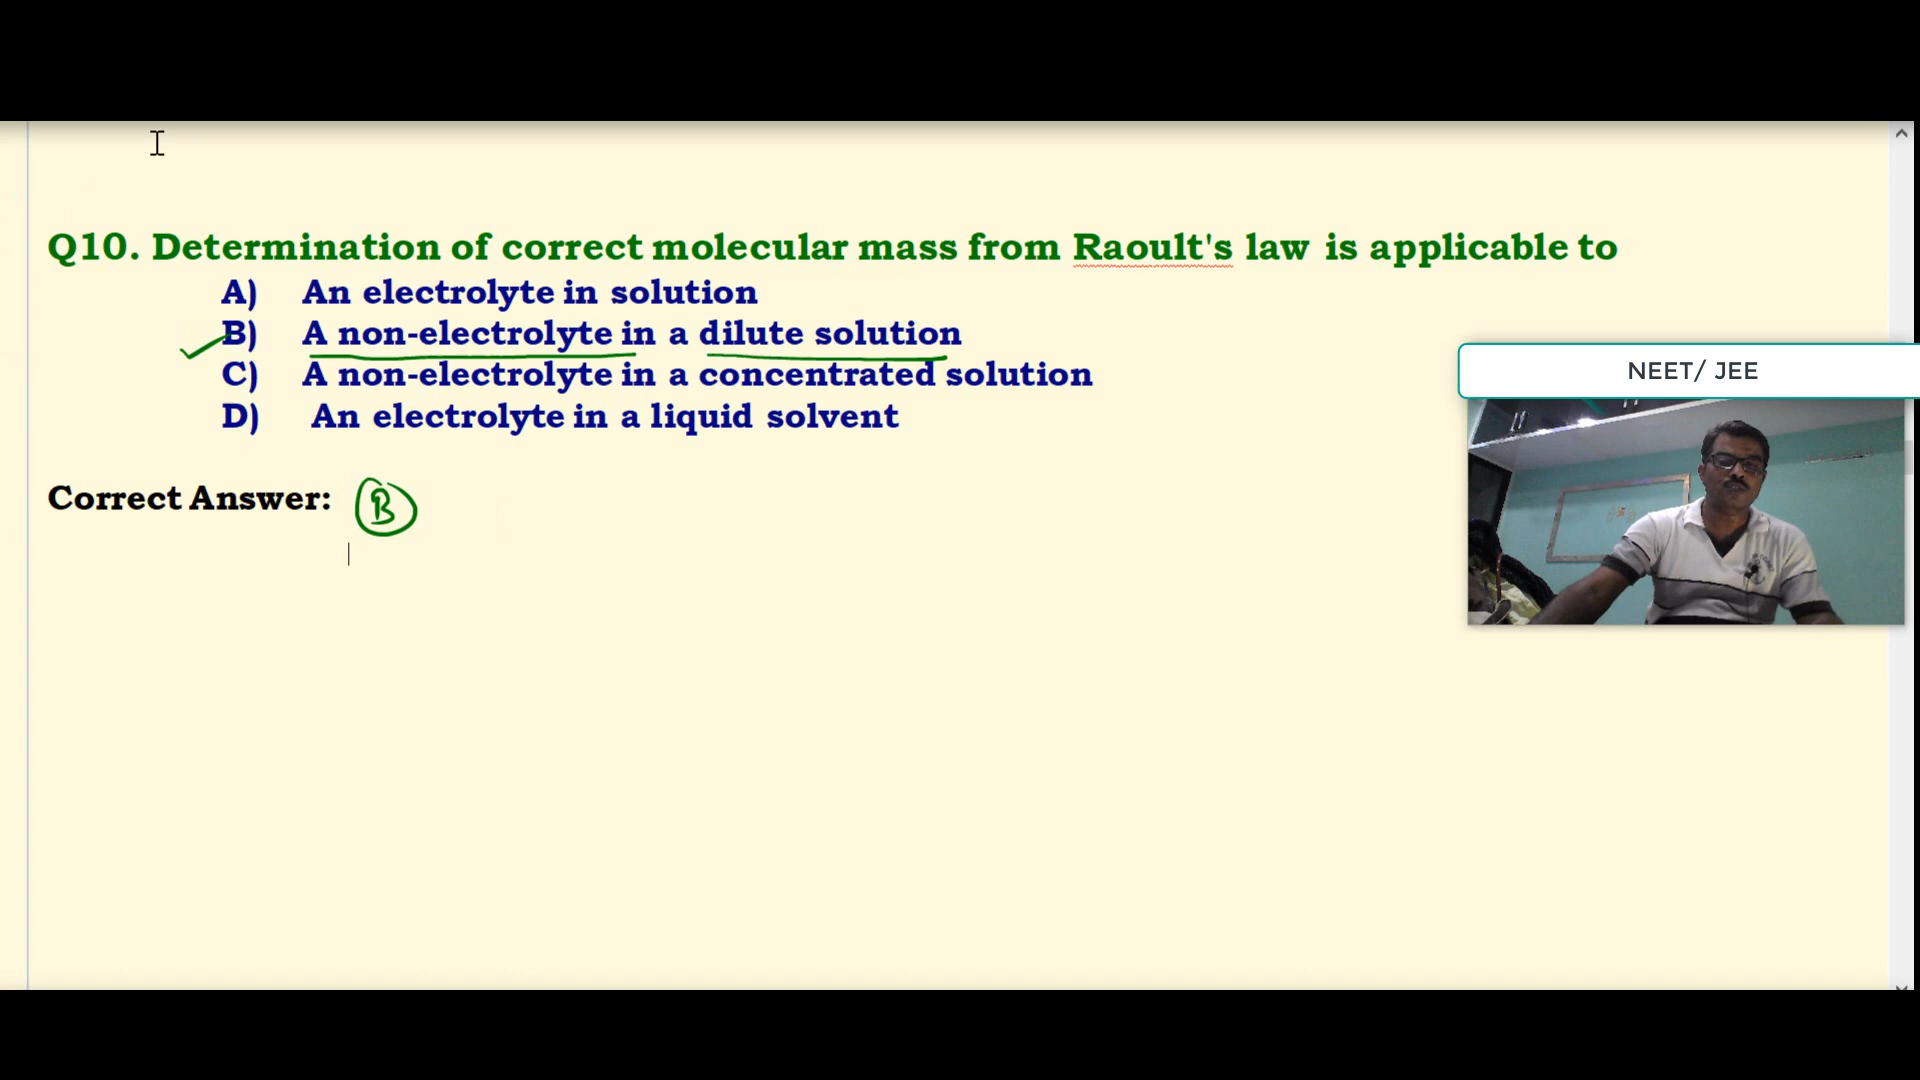 Q10. Determination of correct molecular mass from Raoult's law is applicable to
A) An electrolyte in solution
B) A non-electrolyte in a dilute solution
C) A non-electrolyte in a concentrated solution
D) An electrolyte in a liquid solvent
NEET/ JEE
Correct Answer: B